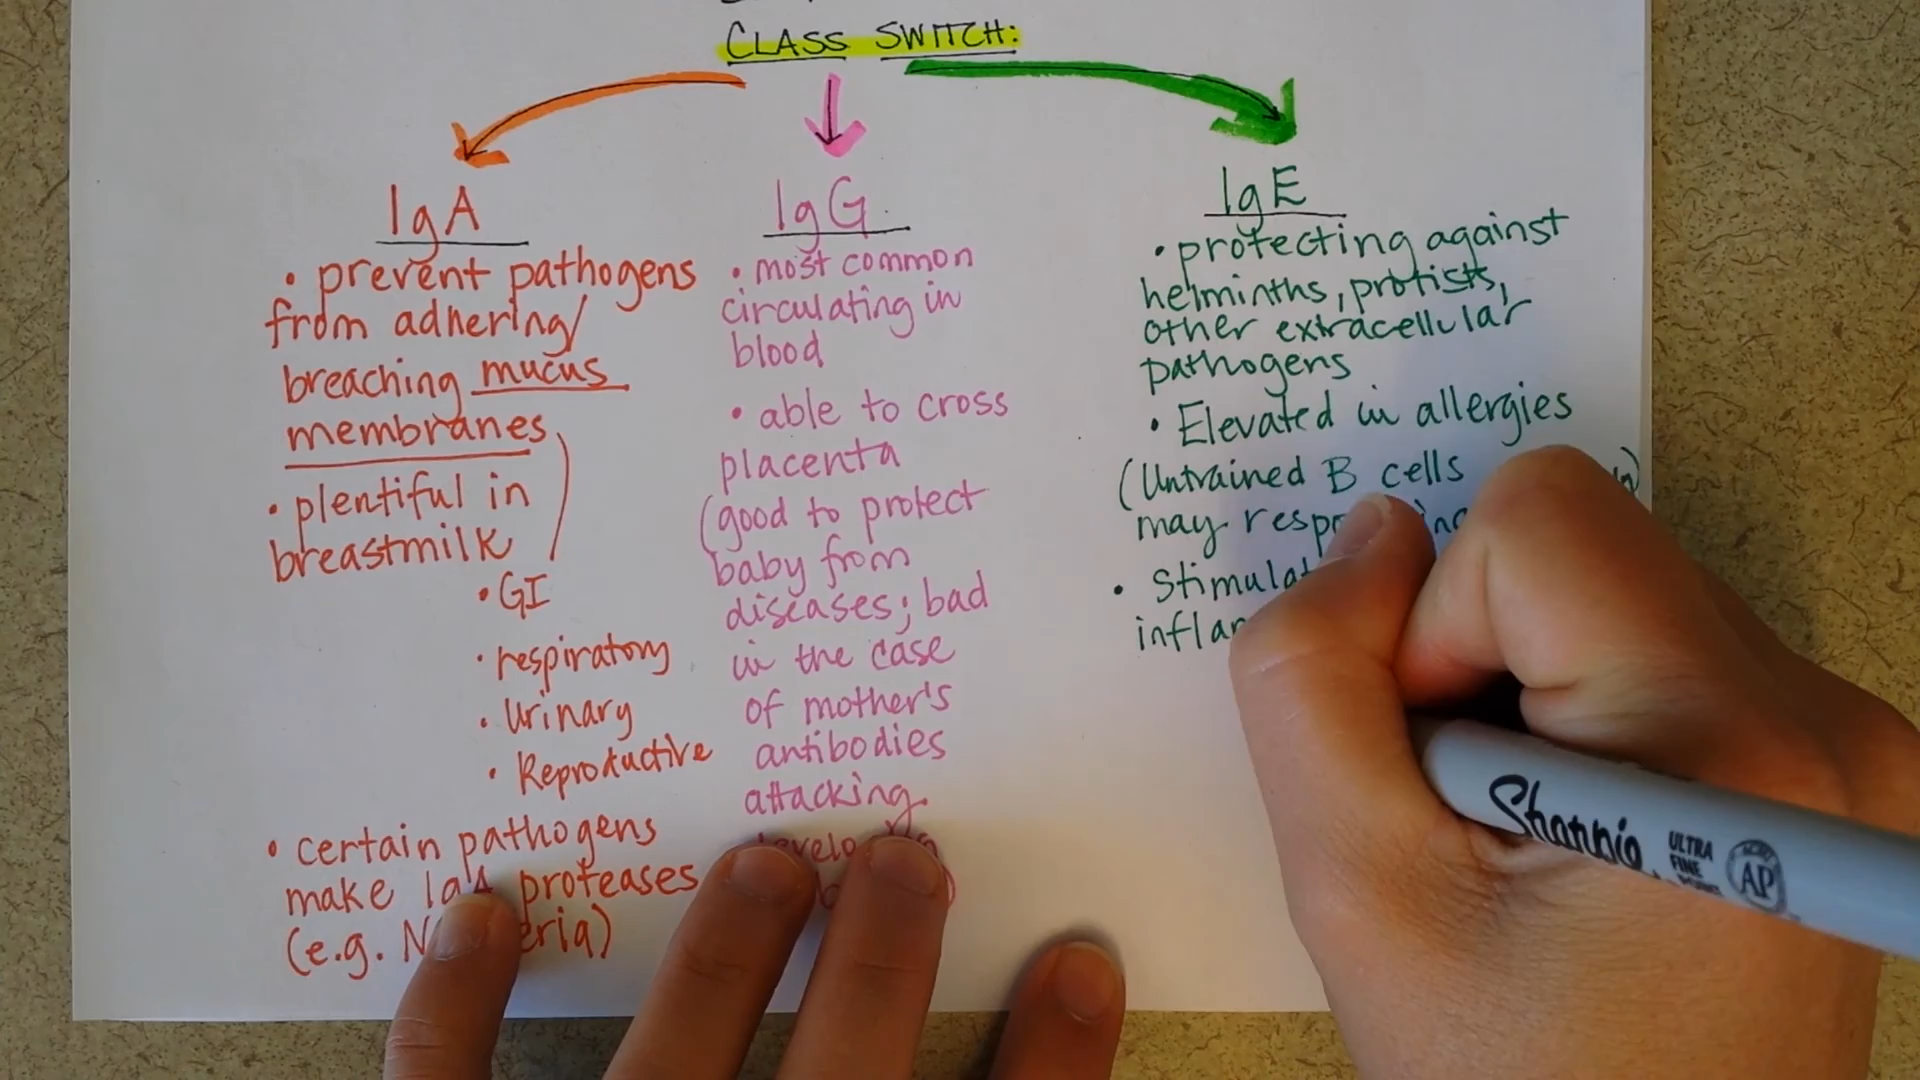 CLASS SWITCH:
IgA
• prevent pathogens
from adhering/
breaching mucus
membranes
• plentiful in
breastmilk
• GI
• respiratory
• Urinary
• Reproductive
• certain pathogens
make IgA proteases
(e.g.
IgG
• most common
circulating in
blood
• able to cross
placenta
(good to protect
baby from
diseases; bad
in the case
of mother's
antibodies
attacking
IgE
• protecting against
helminths, protists,
other extracellular
pathogens
• Elevated in allergies
(Untrained B cells
may
•
Sharpie
ULTRA
FINE
AP